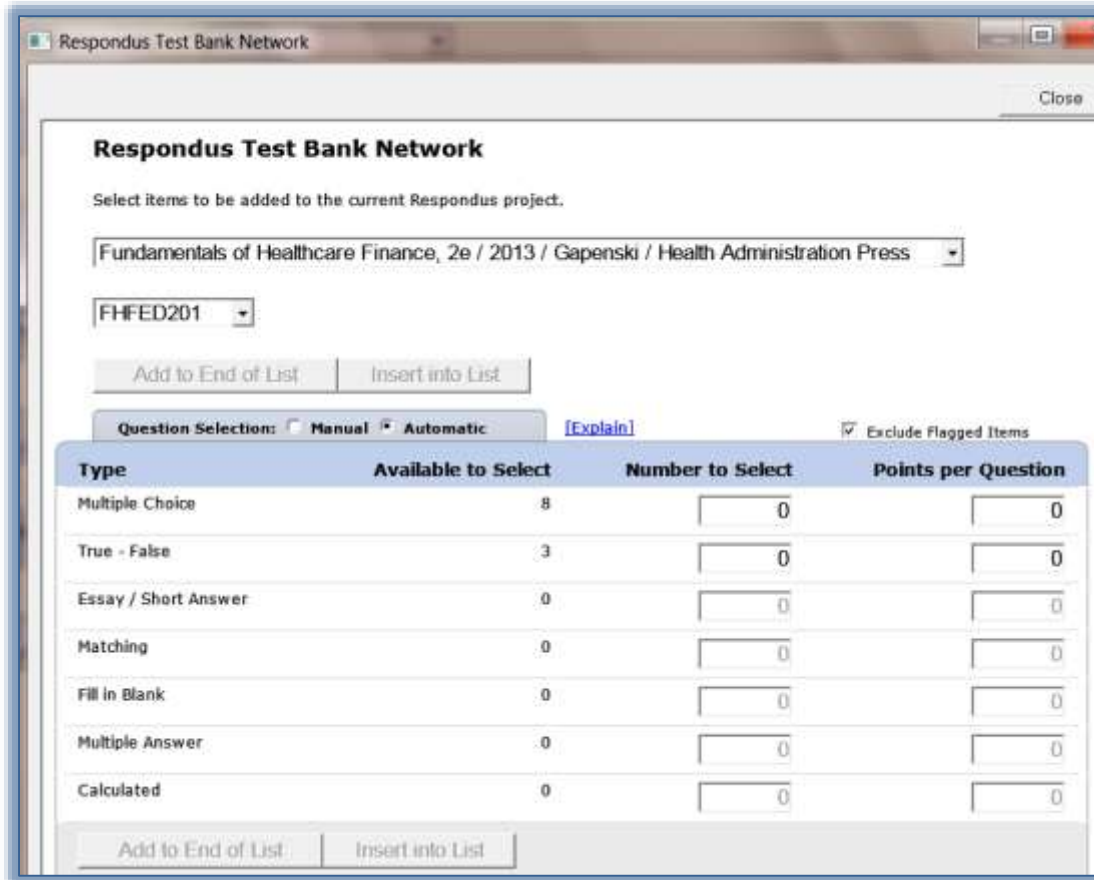 Respondus Test Bank Network
Close
Respondus Test Bank Network
Select items to be added to the current Respondus project.
Fundamentals of Healthcare Finance, 2e / 2013 / Gapenski / Health Administration Press
FHFED201
Add to End of List Insert into List
Question Selection: Manual Automatic [Explain] Exclude Flagged Items
Type Available to Select Number to Select Points per Question
Multiple Choice 8 0 0
True - False 3 0 0
Essay / Short Answer 0 0 0
Matching 0 0 0
Fill in Blank 0 0 0
Multiple Answer 0 0 0
Calculated 0 0 0
Add to End of List Insert into List